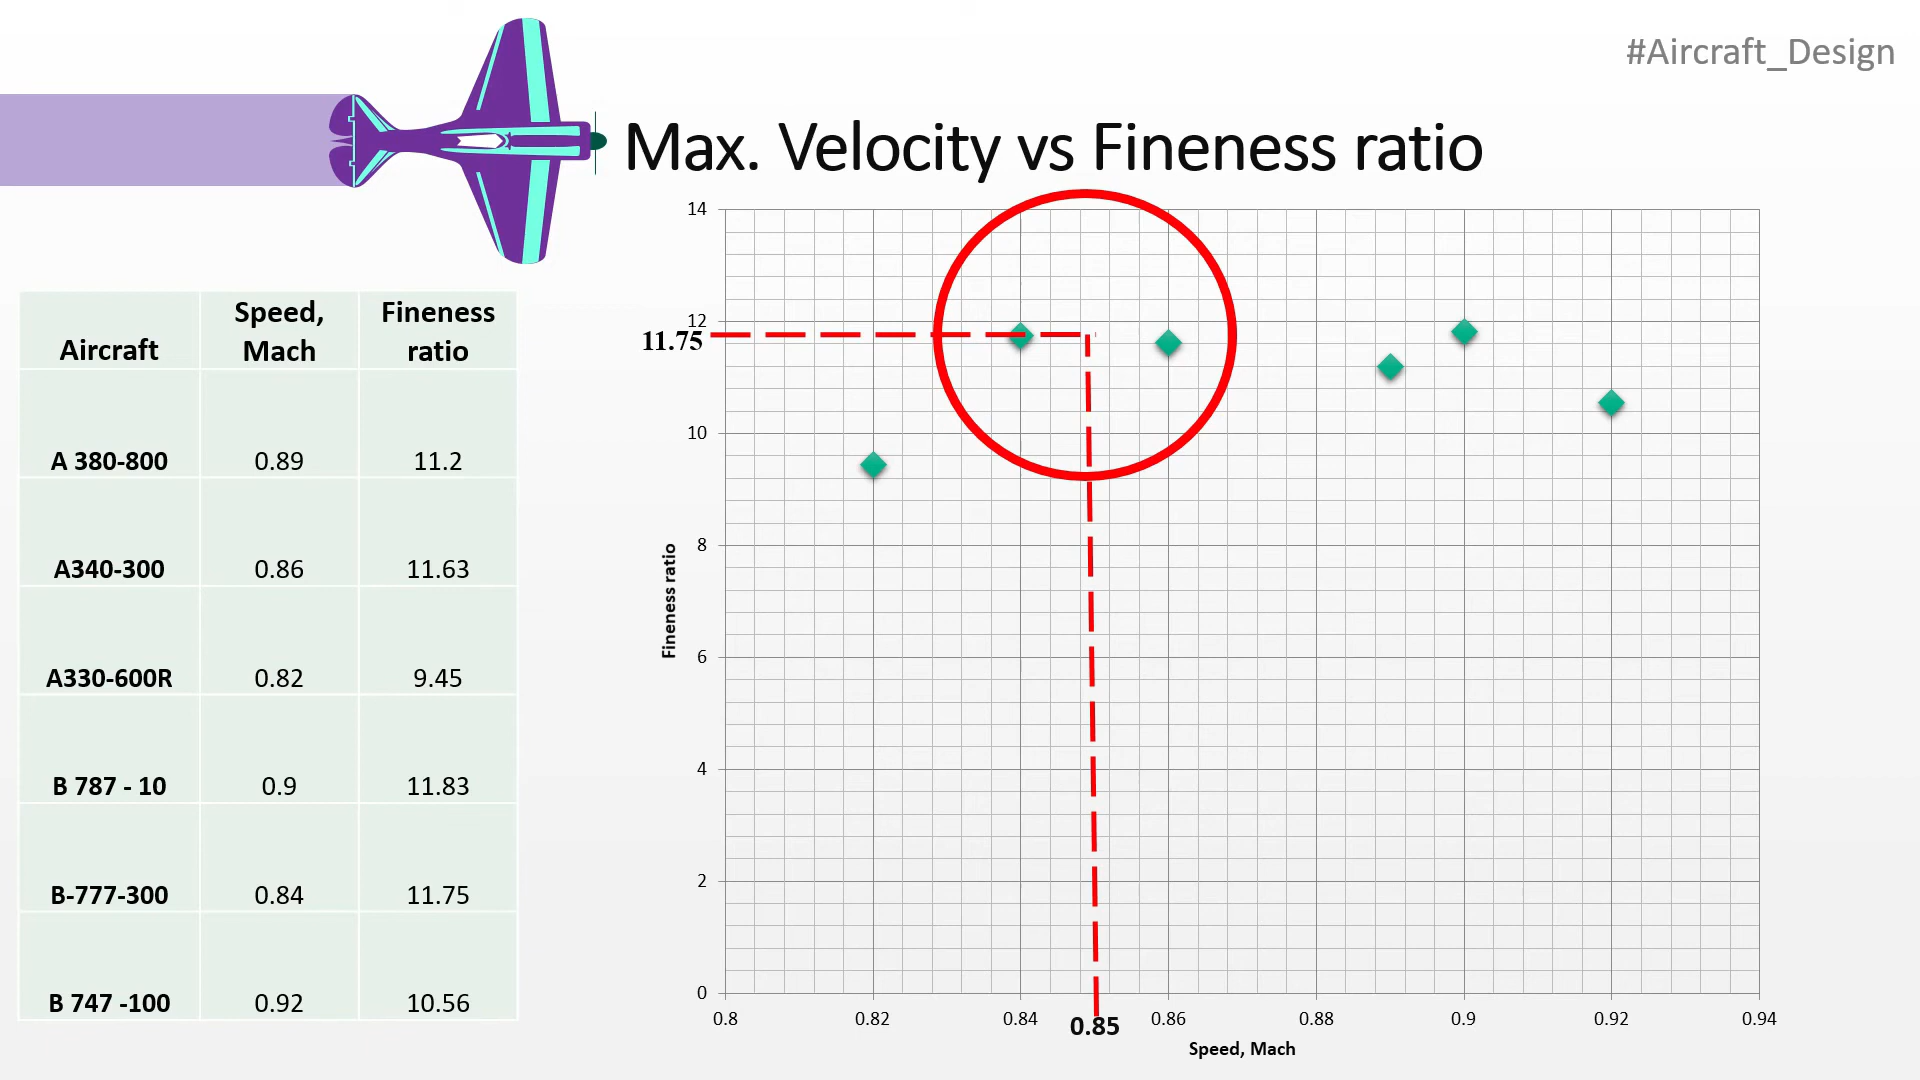 #Aircraft_Design
Max. Velocity vs Fineness ratio
Aircraft Speed, Mach Fineness ratio
A 380-800 0.89 11.2
A340-300 0.86 11.63
A330-600R 0.82 9.45
B 787 - 10 0.9 11.83
B-777-300 0.84 11.75
B 747 -100 0.92 10.56
14
12
11.75
10
8
6
4
2
0
Fineness ratio
0.8 0.82 0.84 0.85 0.86 0.88 0.9 0.92 0.94
Speed, Mach